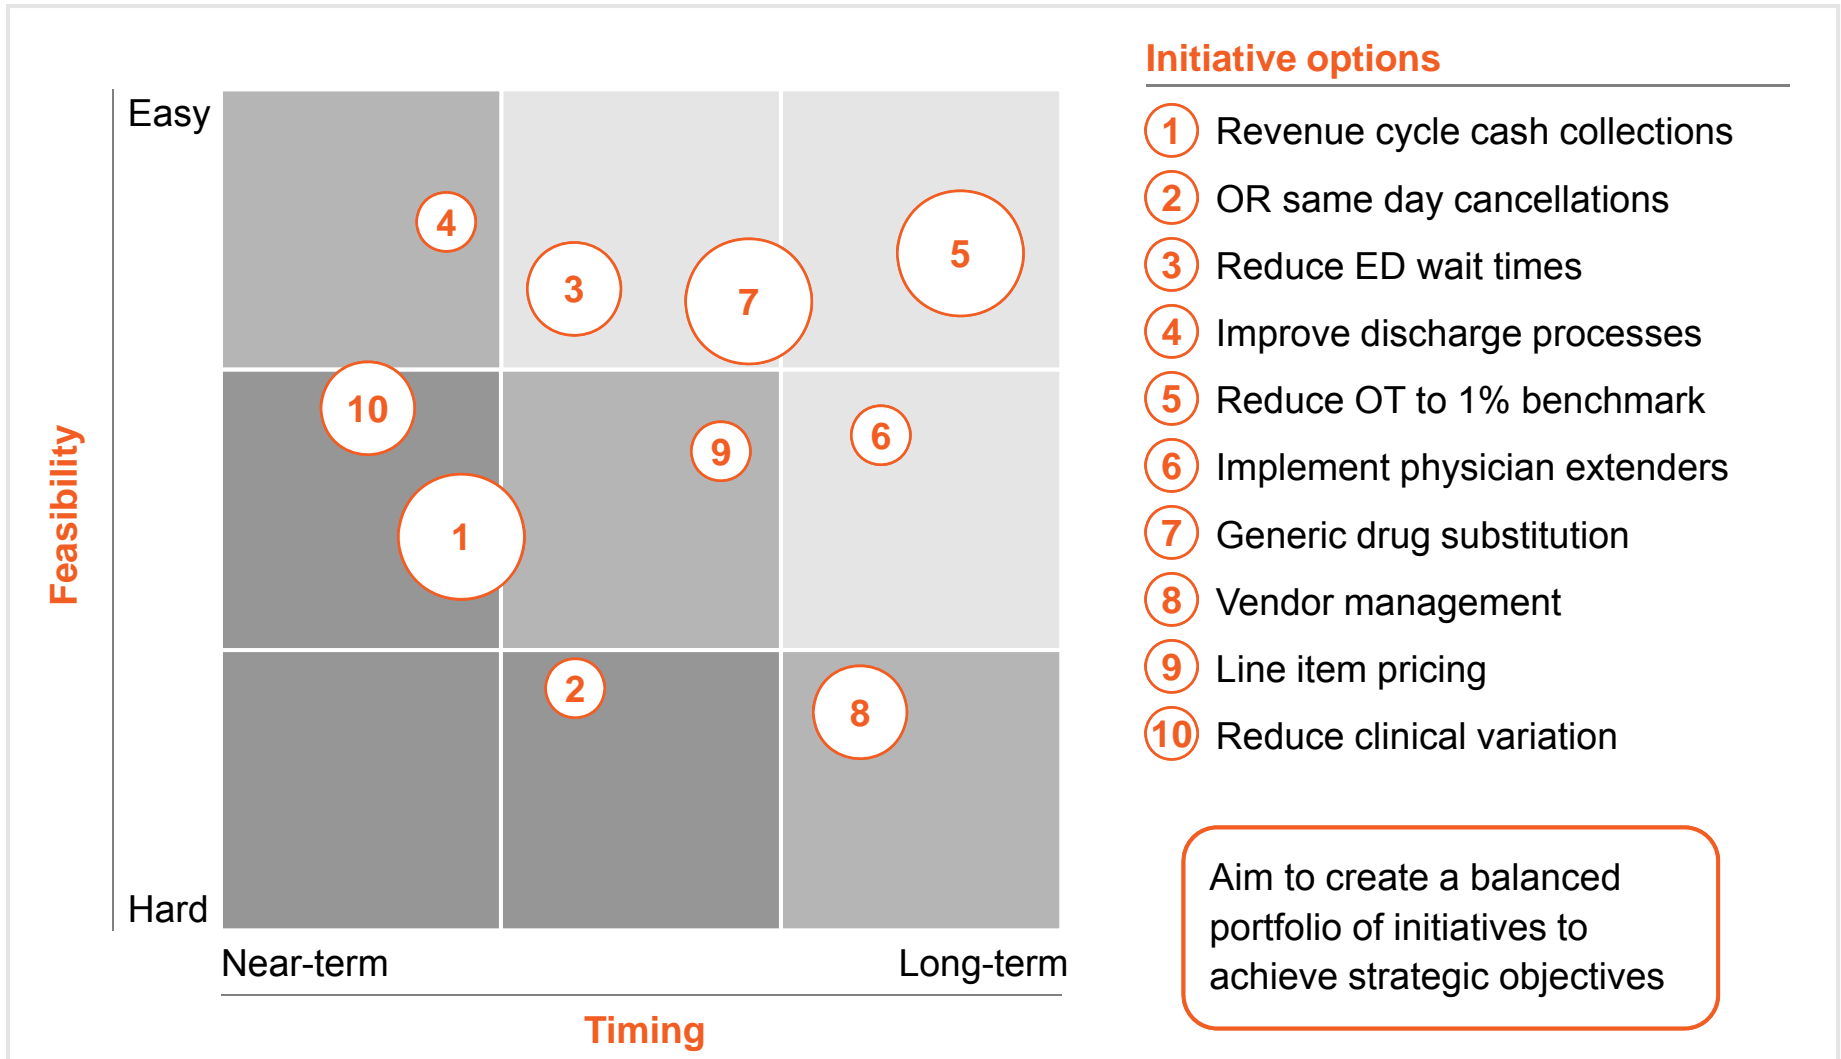 Initiative options
1 Revenue cycle cash collections
2 OR same day cancellations
3 Reduce ED wait times
4 Improve discharge processes
5 Reduce OT to 1% benchmark
6 Implement physician extenders
7 Generic drug substitution
8 Vendor management
9 Line item pricing
10 Reduce clinical variation
Aim to create a balanced
portfolio of initiatives to
achieve strategic objectives
Feasibility
Easy
Hard
4
3
7
5
10
9
6
1
2
8
Near-term
Long-term
Timing